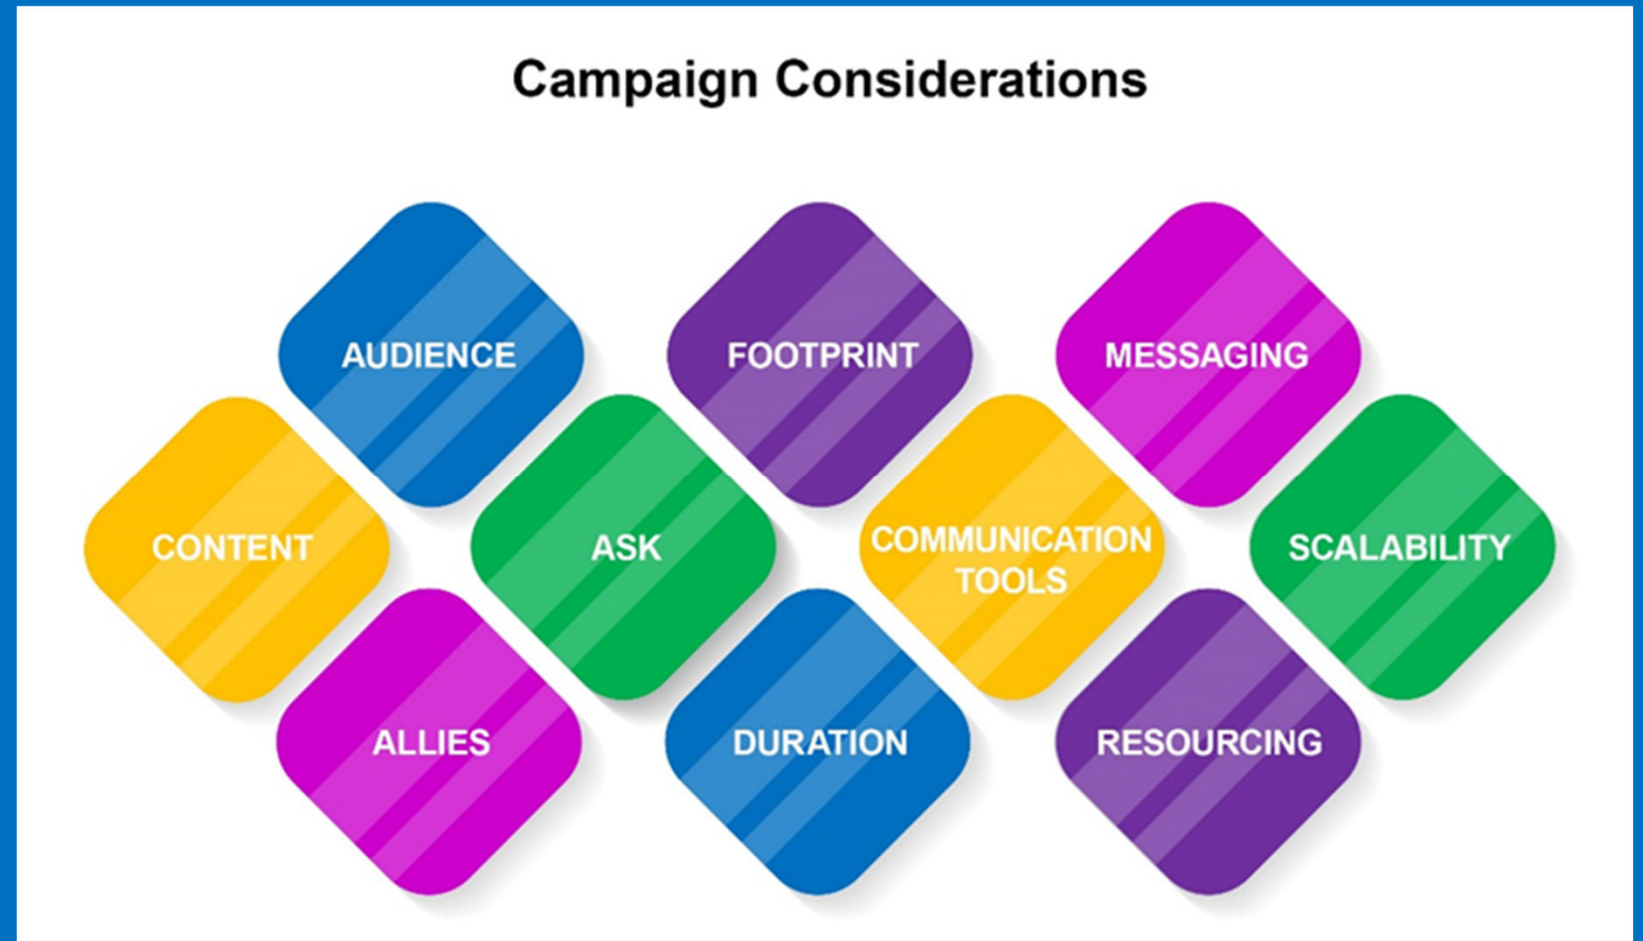 Campaign Considerations
AUDIENCE
FOOTPRINT
MESSAGING
CONTENT
ASK
COMMUNICATION
TOOLS
SCALABILITY
ALLIES
DURATION
RESOURCING